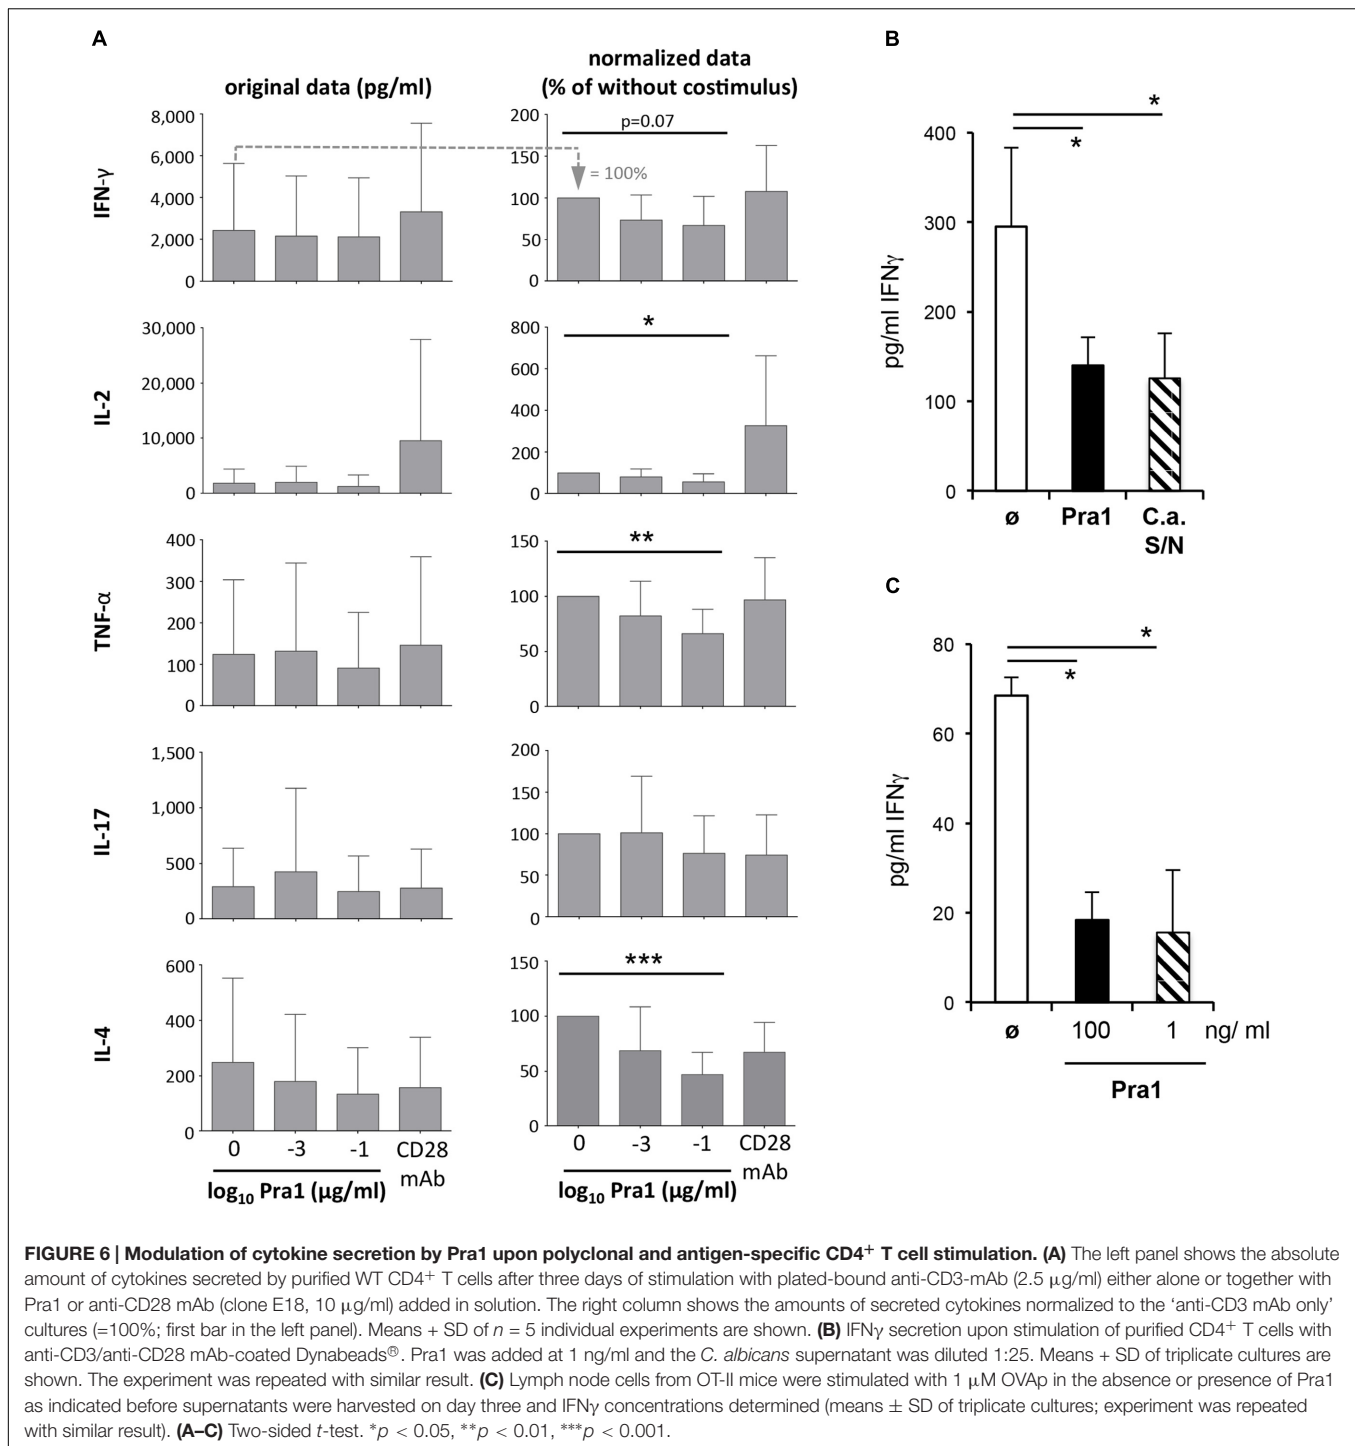 A
original data (pg/ml)
normalized data
(% of without costimulus)
IFN-γ
8,000
6,000
4,000
2,000
0
200
150
100
50
0
p=0.07
= 100%
IL-2
30,000
20,000
10,000
0
800
600
400
200
0
*
TNF-α
400
300
200
100
0
150
100
50
0
**
IL-17
1,500
1,000
500
0
200
150
100
50
0
IL-4
600
400
200
0
150
100
50
0
***
0 -3 -1 CD28
mAb
log10 Pra1 (µg/ml)
0 -3 -1 CD28
mAb
log10 Pra1 (µg/ml)
B
*
*
pg/ml IFNγ
400
300
200
100
0
ø Pra1 C.a.
S/N
C
*
*
pg/ml IFNγ
80
60
40
20
0
ø 100 1 ng/ ml
Pra1
FIGURE 6 | Modulation of cytokine secretion by Pra1 upon polyclonal and antigen-specific CD4+ T cell stimulation. (A) The left panel shows the absolute
amount of cytokines secreted by purified WT CD4+ T cells after three days of stimulation with plated-bound anti-CD3-mAb (2.5 µg/ml) either alone or together with
Pra1 or anti-CD28 mAb (clone E18, 10 µg/ml) added in solution. The right column shows the amounts of secreted cytokines normalized to the ‘anti-CD3 mAb only’
cultures (=100%; first bar in the left panel). Means + SD of n = 5 individual experiments are shown. (B) IFNγ secretion upon stimulation of purified CD4+ T cells with
anti-CD3/anti-CD28 mAb-coated Dynabeads®. Pra1 was added at 1 ng/ml and the C. albicans supernatant was diluted 1:25. Means + SD of triplicate cultures are
shown. The experiment was repeated with similar result. (C) Lymph node cells from OT-II mice were stimulated with 1 µM OVAp in the absence or presence of Pra1
as indicated before supernatants were harvested on day three and IFNγ concentrations determined (means ± SD of triplicate cultures; experiment was repeated
with similar result). (A–C) Two-sided t-test. *p < 0.05, **p < 0.01, ***p < 0.001.